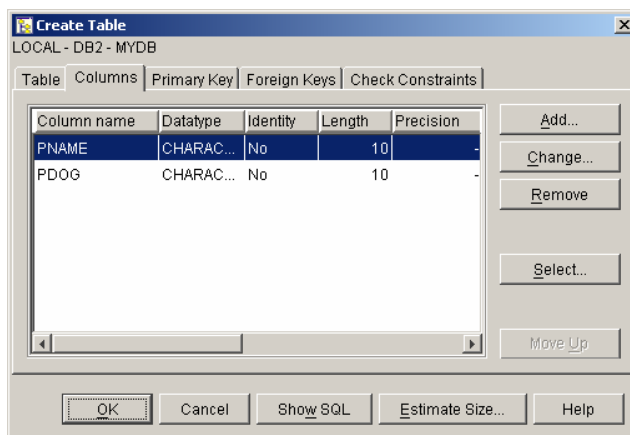 Create Table
LOCAL - DB2 - MYDB
Table Columns Primary Key Foreign Keys Check Constraints
Column name Datatype Identity Length Precision
PNAME CHARAC... No 10 -
PDOG CHARAC... No 10 -
Add...
Change...
Remove
Select...
Move Up
OK Cancel Show SQL Estimate Size... Help